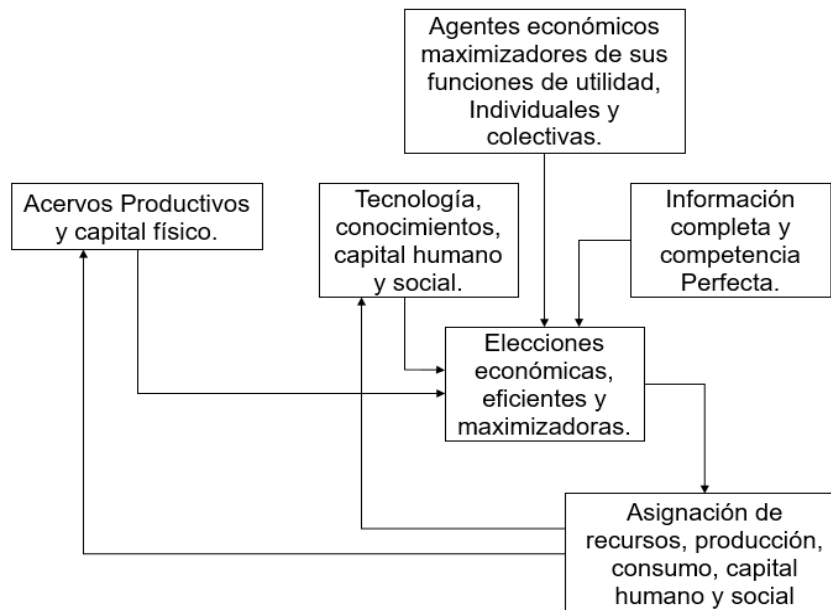 Agentes económicos
maximizadores de sus
funciones de utilidad,
Individuales y
colectivas.
Acervos Productivos
y capital físico.
Tecnología,
conocimientos,
capital humano
y social.
Información
completa y
competencia
Perfecta.
Elecciones
económicas,
eficientes y
maximizadoras.
Asignación de
recursos, producción,
consumo, capital
humano y social